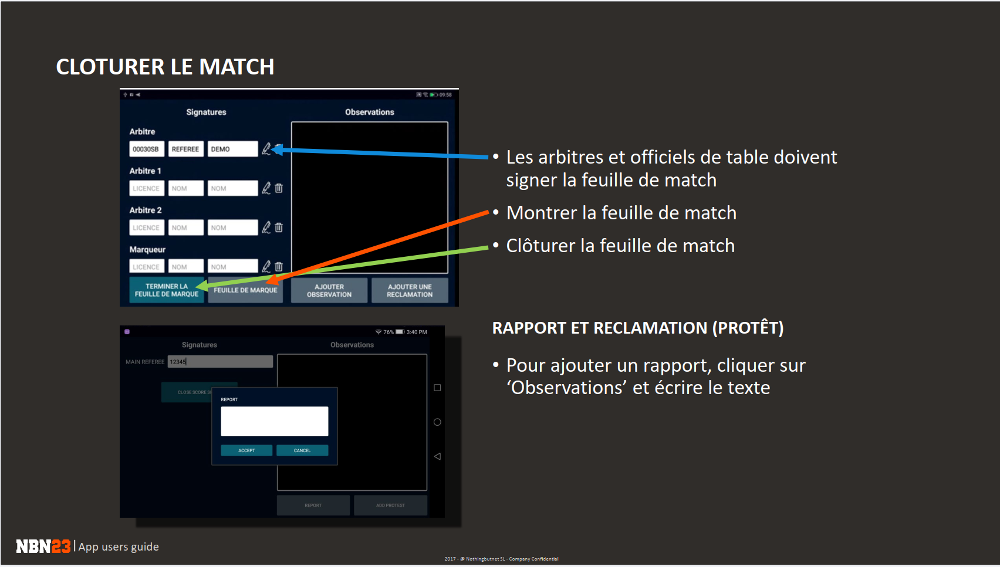 CLOTURER LE MATCH
09:58
Signatures
Observations
Arbitre
00030SB REFEREE DEMO
Arbitre 1
LICENCE NOM NOM
Arbitre 2
LICENCE NOM NOM
Marqueur
LICENCE NOM NOM
TERMINER LA
FEUILLE DE MARQUE
FEUILLE DE MARQUE
AJOUTER
OBSERVATION
AJOUTER UNE
RECLAMATION
• Les arbitres et officiels de table doivent
signer la feuille de match
• Montrer la feuille de match
• Clôturer la feuille de match
76% 3:40 PM
Signatures
Observations
MAIN REFEREE 12345
CLOSE SCORE
REPORT
ACCEPT CANCEL
REPORT ADD PROTEST
RAPPORT ET RECLAMATION (PROTÊT)
• Pour ajouter un rapport, cliquer sur
‘Observations’ et écrire le texte
NBN23 | App users guide
2017 - @ Nothingbutnet SL - Company Confidential